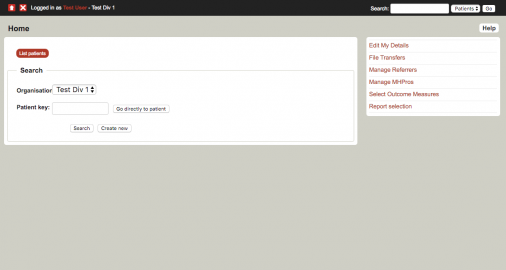 Logged in as Test User - Test Div 1
Search: Patients Go
Home
Help
List patients
Search
Organisation Test Div 1
Patient key: Go directly to patient
Search Create new
Edit My Details
File Transfers
Manage Referrers
Manage MHPros
Select Outcome Measures
Report selection